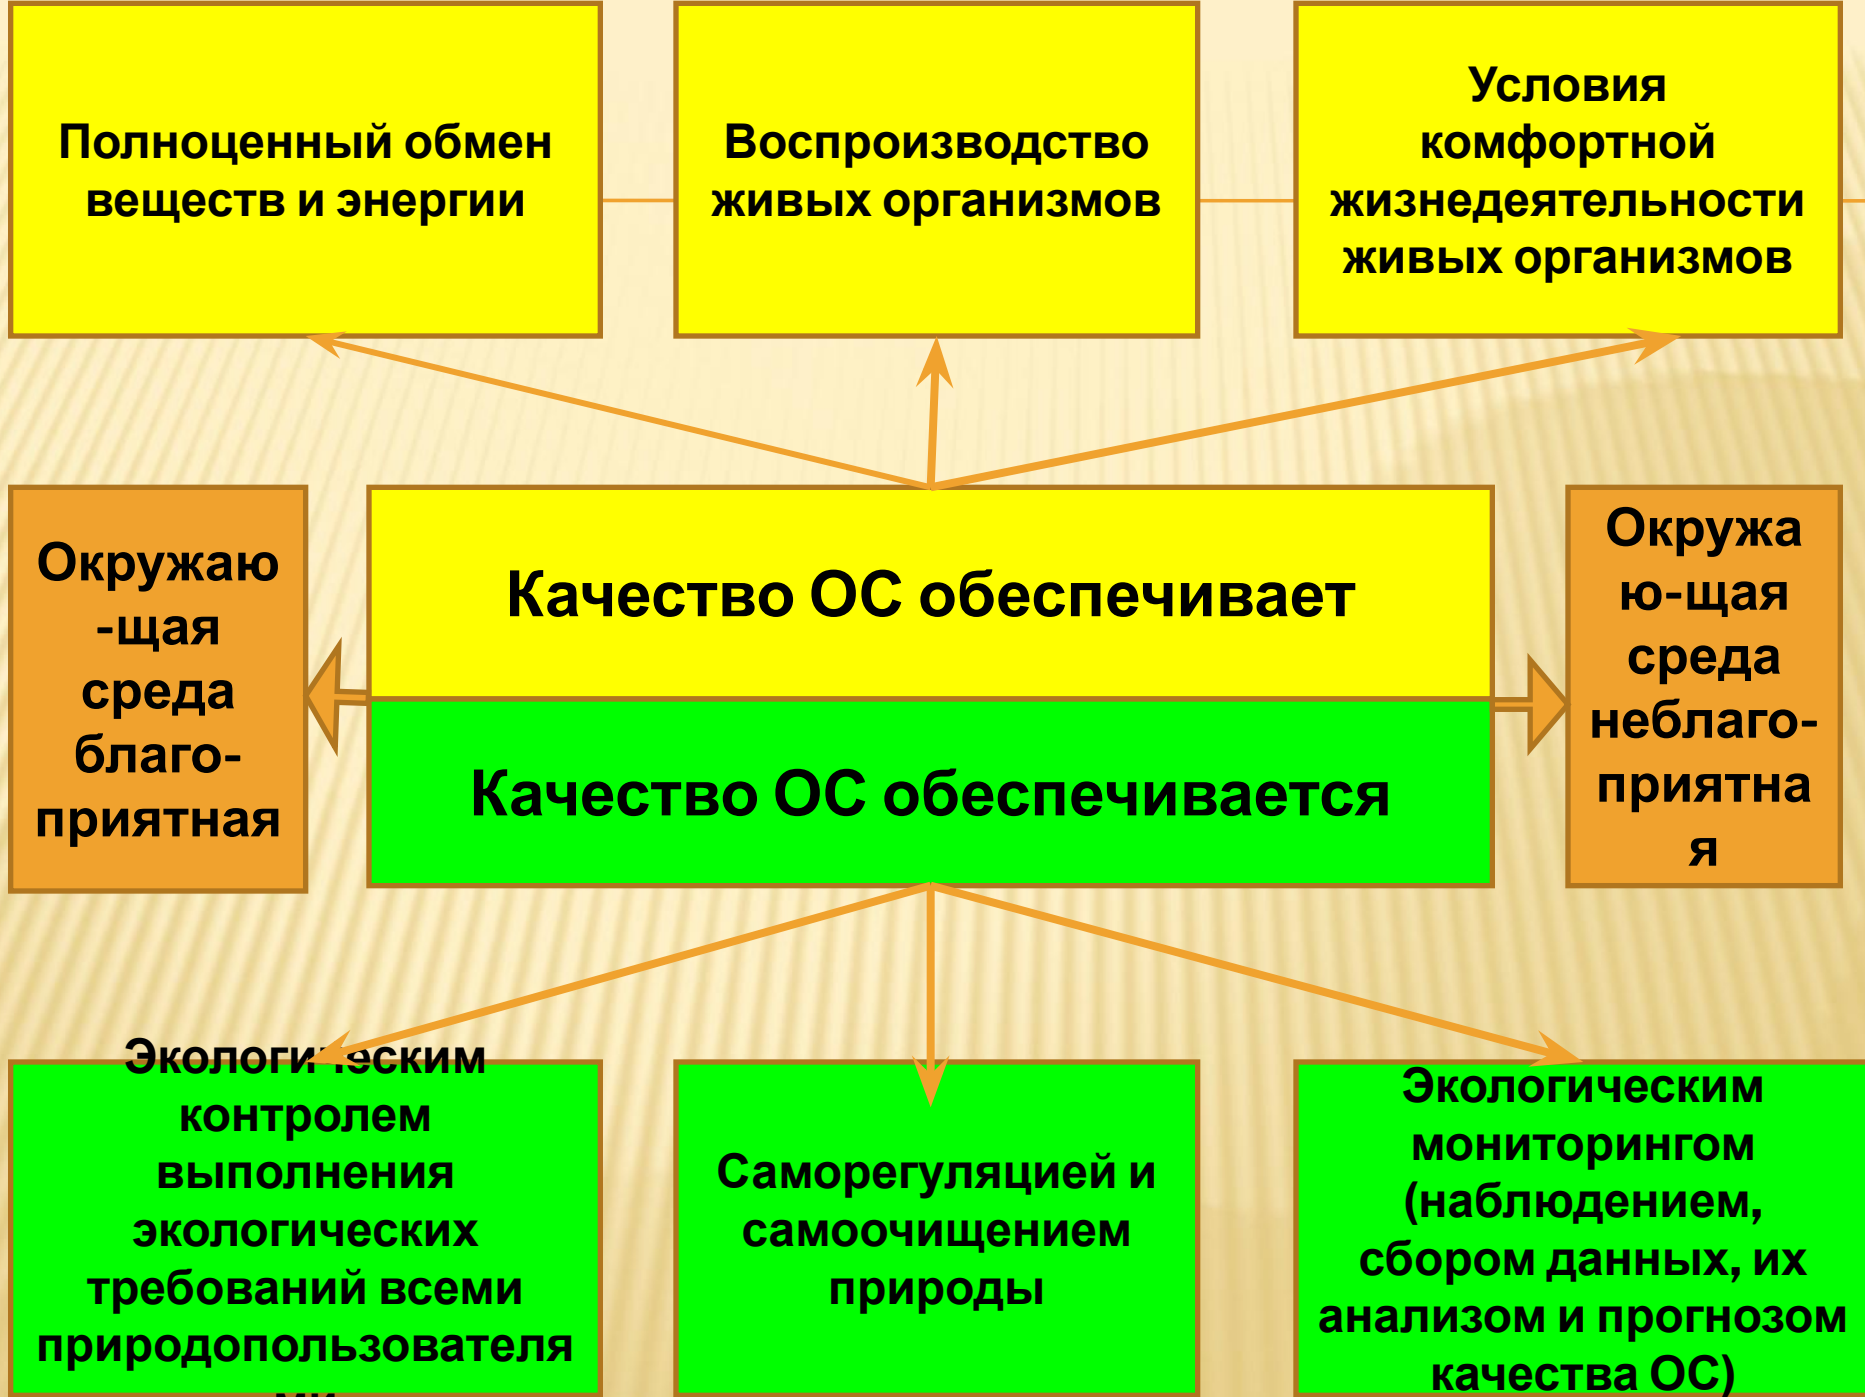 Полноценный обмен
веществ и энергии
Воспроизводство
живых организмов
Условия
комфортной
жизнедеятельности
живых организмов
Окружаю
-щая
среда
благо-
приятная
Качество ОС обеспечивает
Качество ОС обеспечивается
Окружа
ю-щая
среда
неблаго-
приятна
я
Экологическим
контролем
выполнения
экологических
требований всеми
природопользователя
ми
Саморегуляцией и
самоочищением
природы
Экологическим
мониторингом
(наблюдением,
сбором данных, их
анализом и прогнозом
качества ОС)